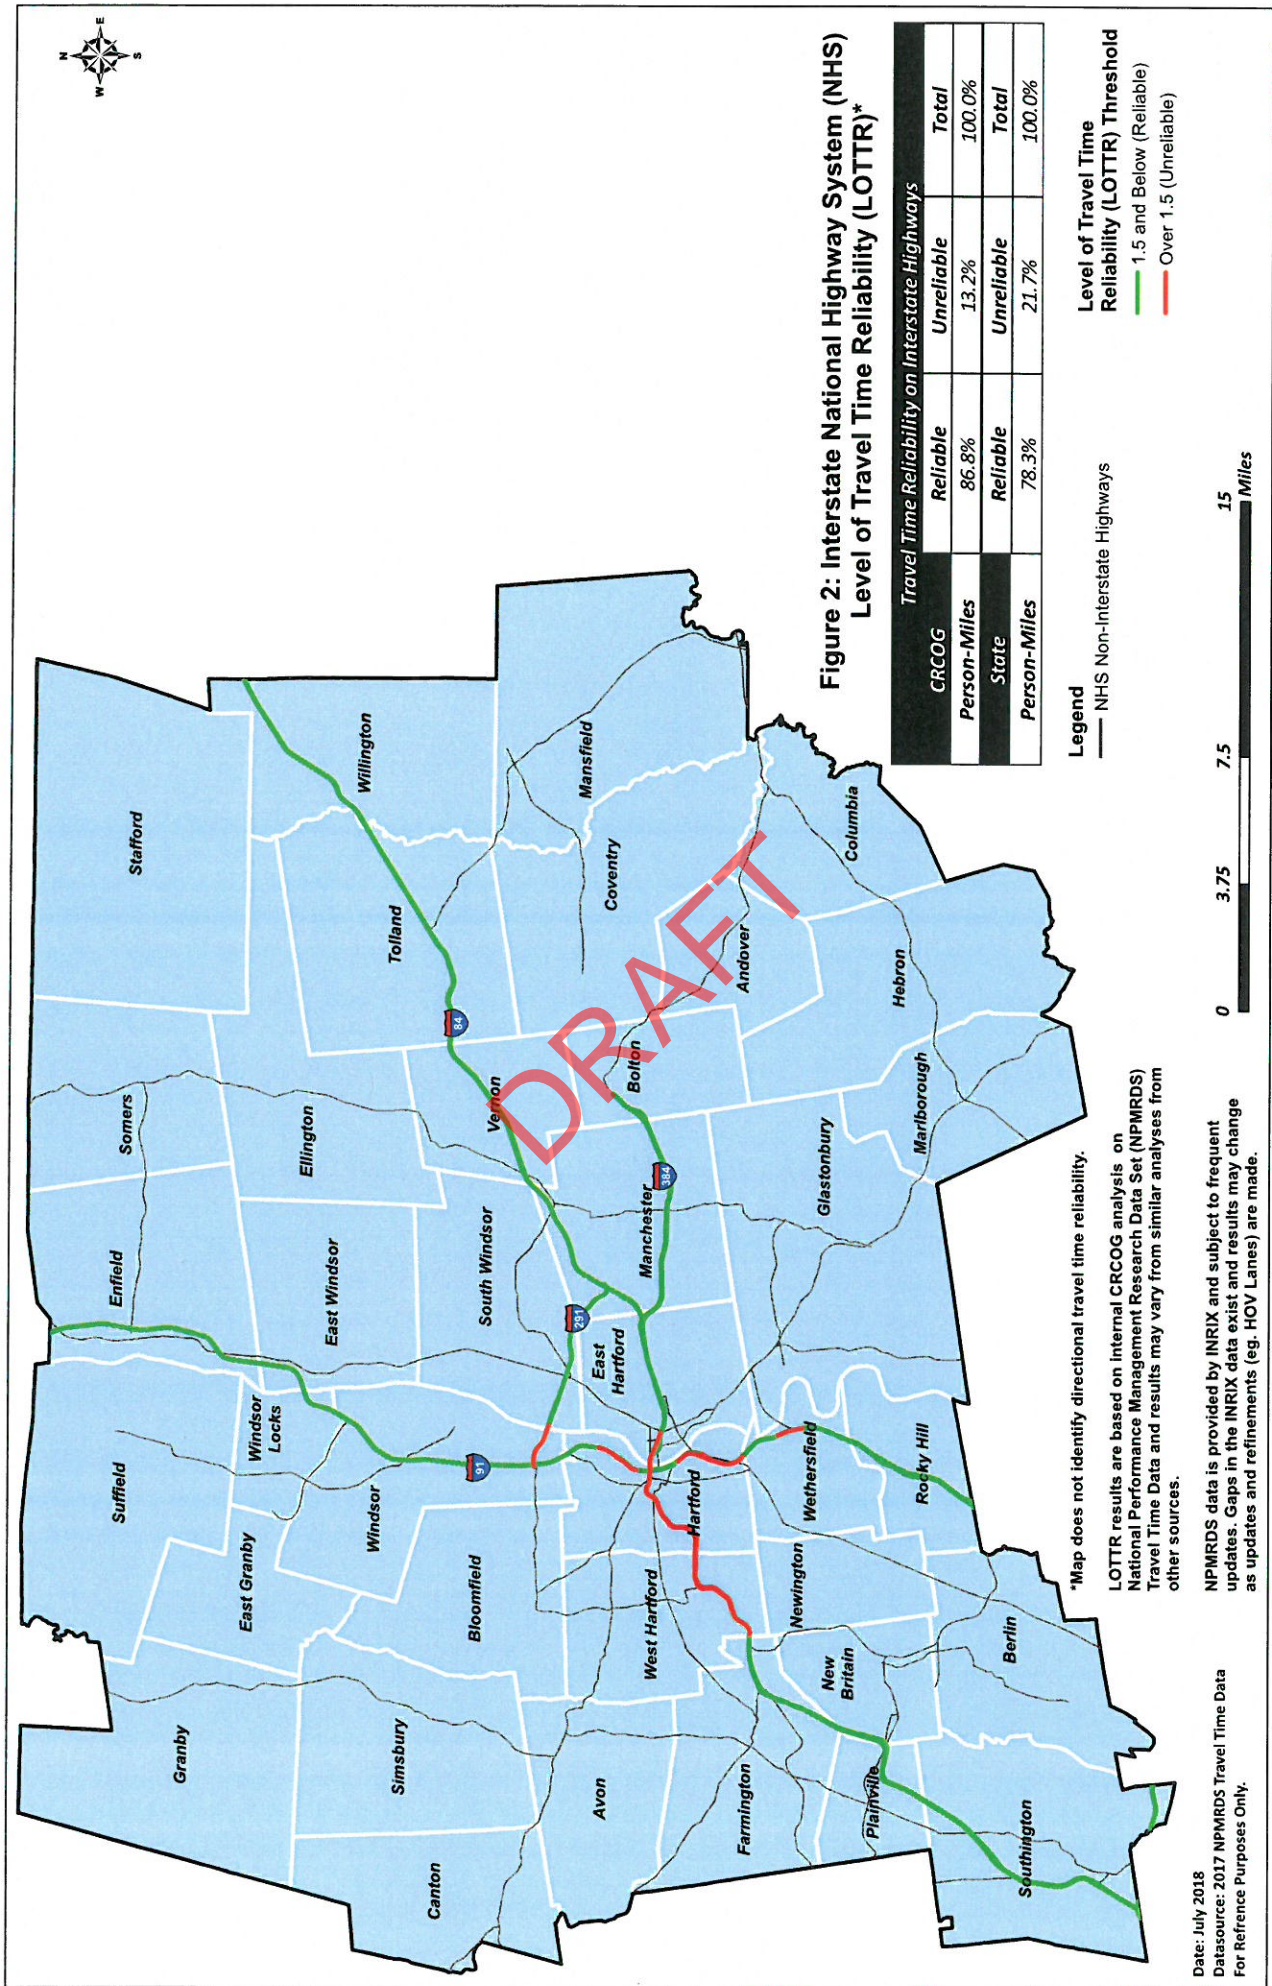 N
W
E
S
Figure 2: Interstate National Highway System (NHS)
Level of Travel Time Reliability (LOTTR)*
Travel Time Reliability on Interstate Highways
CRCOG Reliable Unreliable Total
Person-Miles 86.8% 13.2% 100.0%
State Reliable Unreliable Total
Person-Miles 78.3% 21.7% 100.0%
Legend
NHS Non-Interstate Highways
Level of Travel Time
Reliability (LOTTR) Threshold
1.5 and Below (Reliable)
Over 1.5 (Unreliable)
0 3.75 7.5 15
Miles
Stafford
Somers
Enfield
Suffield
Granby
Willington
Tolland
Ellington
East Windsor
Windsor
Locks
East Granby
Windsor
Simsbury
Canton
Mansfield
Coventry
Vernon
South Windsor
Bloomfield
84
91
291
384
Bolton
Manchester
East
Hartford
Hartford
West Hartford
Avon
Columbia
Andover
Hebron
Glastonbury
Marlborough
Wethersfield
Rocky Hill
Newington
New
Britain
Farmington
Plainville
Berlin
Southington
DRAFT
*Map does not identify directional travel time reliability.
LOTTR results are based on internal CRCOG analysis on
National Performance Management Research Data Set (NPMRDS)
Travel Time Data and results may vary from similar analyses from
other sources.
NPMRDS data is provided by INRIX and subject to frequent
updates. Gaps in the INRIX data exist and results may change
as updates and refinements (eg. HOV Lanes) are made.
Date: July 2018
Datasource: 2017 NPMRDS Travel Time Data
For Refrence Purposes Only.